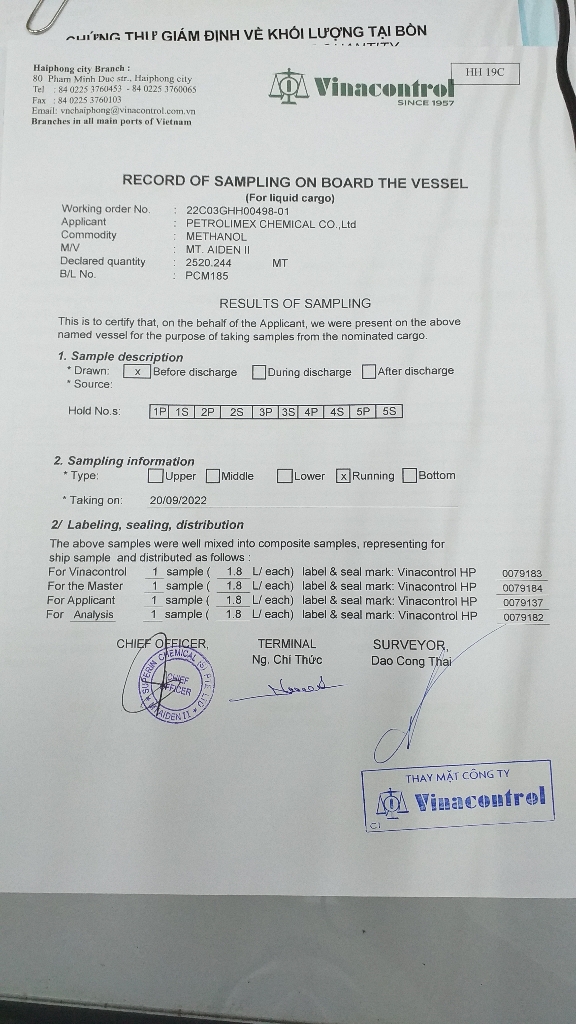 CHỨNG THƯ GIÁM ĐỊNH VỀ KHỐI LƯỢNG TẠI BỒN
Haiphong city Branch :
80 Pham Minh Duc str., Haiphong city
Tel : 84 0225 3760453 - 84 0225 3760065
Fax : 84 0225 3760103
Email: vnchaiphong@vinacontrol.com.vn
Branches in all main ports of Vietnam
Vinacontrol
SINCE 1957
HH 19C
RECORD OF SAMPLING ON BOARD THE VESSEL
(For liquid cargo)
Working order No. : 22C03GHH00498-01
Applicant : PETROLIMEX CHEMICAL CO.,Ltd
Commodity : METHANOL
M/V : MT. AIDEN II
Declared quantity : 2520.244 MT
B/L No. : PCM185
RESULTS OF SAMPLING
This is to certify that, on the behalf of the Applicant, we were present on the above
named vessel for the purpose of taking samples from the nominated cargo.
1. Sample description
* Drawn: x Before discharge During discharge After discharge
* Source:
Hold No.s: 1P 1S 2P 2S 3P 3S 4P 4S 5P 5S
2. Sampling information
* Type: Upper Middle Lower x Running Bottom
* Taking on: 20/09/2022
2/ Labeling, sealing, distribution
The above samples were well mixed into composite samples, representing for
ship sample and distributed as follows :
For Vinacontrol 1 sample ( 1.8 L/ each) label & seal mark: Vinacontrol HP 0079183
For the Master 1 sample ( 1.8 L/ each) label & seal mark: Vinacontrol HP 0079184
For Applicant 1 sample ( 1.8 L/ each) label & seal mark: Vinacontrol HP 0079137
For Analysis 1 sample ( 1.8 L/ each) label & seal mark: Vinacontrol HP 0079182
CHIEF OFFICER, TERMINAL SURVEYOR,
Ng. Chi Thức Dao Cong Thai
SUPERIN CHEMICAL (S) PTE LTD
CHIEF
OFFICER
AIDEN II
THAY MẶT CÔNG TY
Vinacontrol
C1